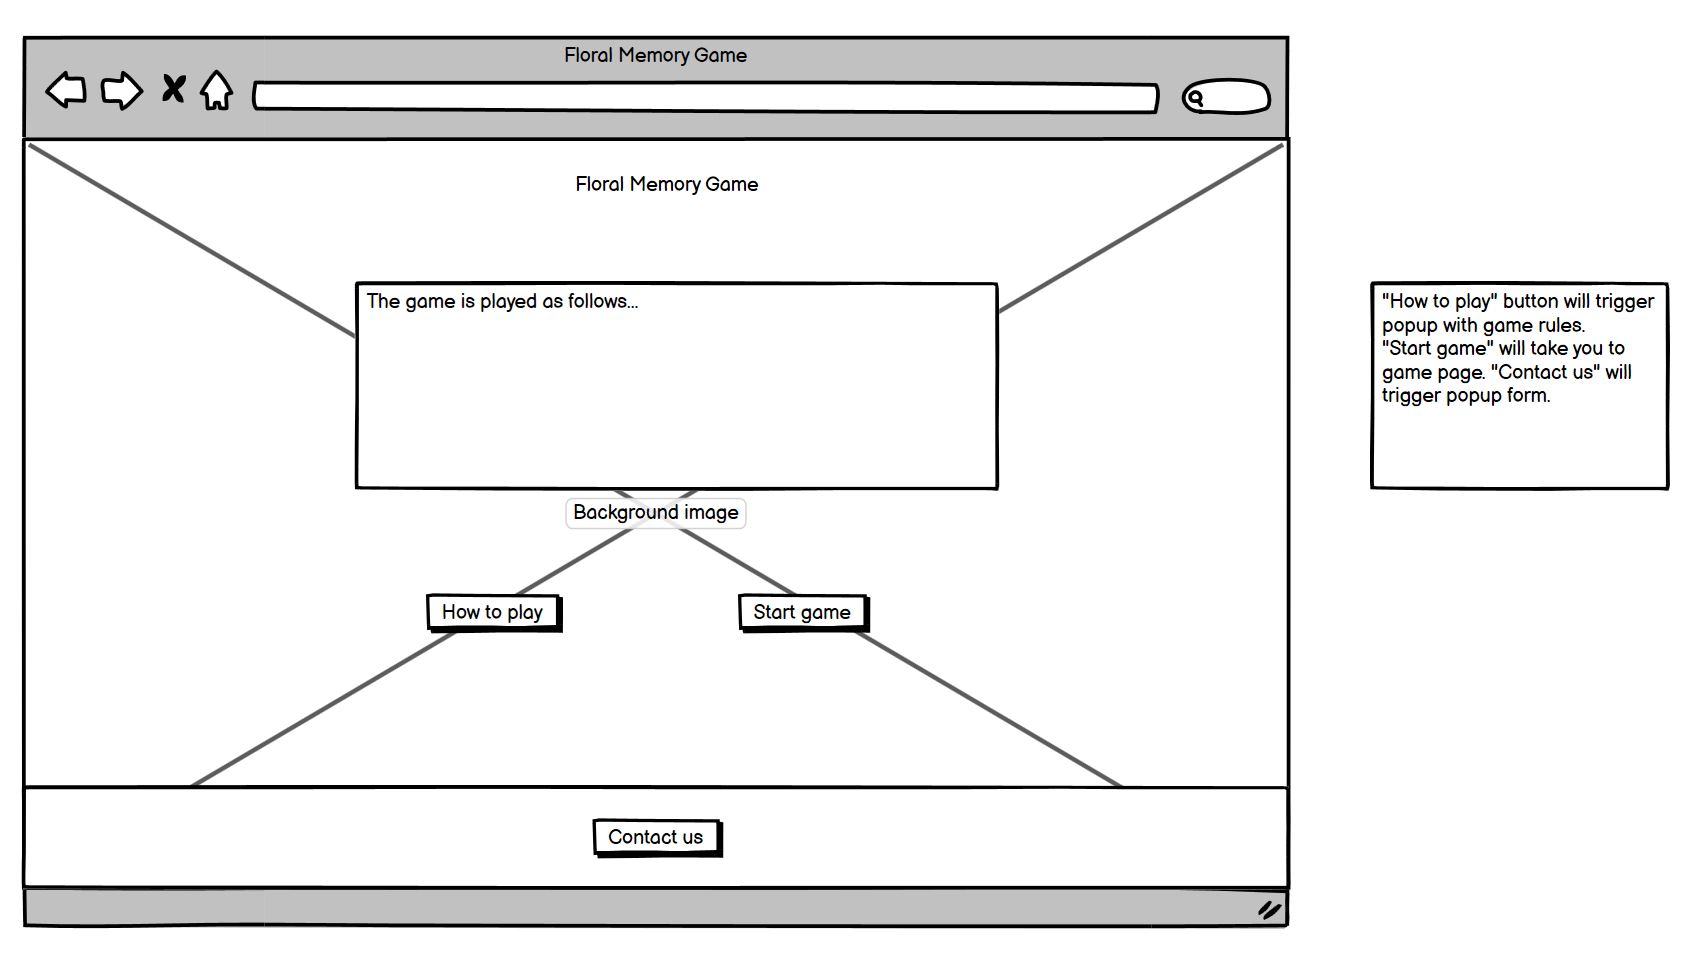 Floral Memory Game
Floral Memory Game
The game is played as follows...
"How to play" button will trigger
popup with game rules.
"Start game" will take you to
game page. "Contact us" will
trigger popup form.
Background image
How to play
Start game
Contact us